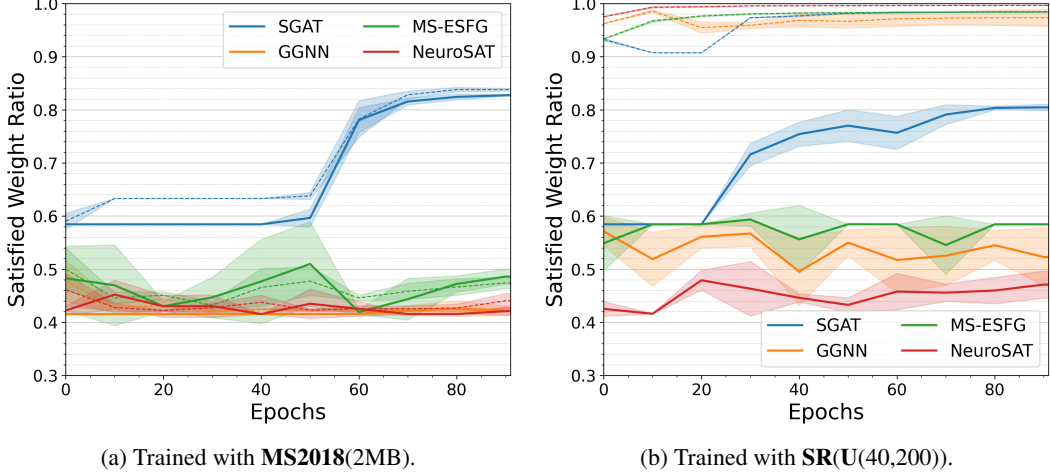 1.0
0.9
0.8
0.7
0.6
0.5
0.4
0.3
Satisfied Weight Ratio
SGAT
GGNN
MS-ESFG
NeuroSAT
0 20 40 60 80
Epochs
(a) Trained with MS2018(2MB).
1.0
0.9
0.8
0.7
0.6
0.5
0.4
0.3
Satisfied Weight Ratio
SGAT
GGNN
MS-ESFG
NeuroSAT
0 20 40 60 80
Epochs
(b) Trained with SR(U(40,200)).